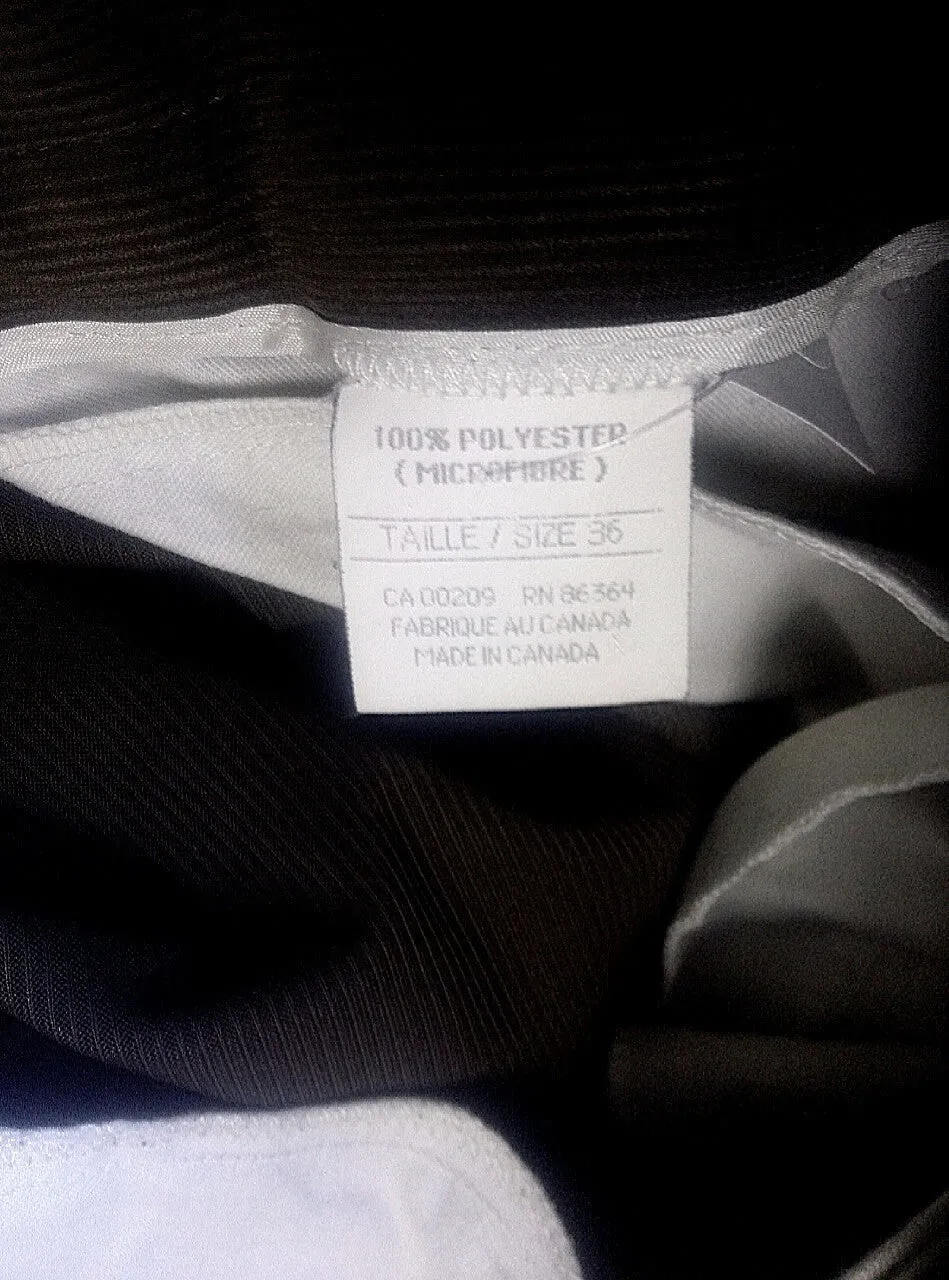 100% POLYESTER
( MICROFIBRE )
TAILLE / SIZE 36
CA 00209 RN 86364
FABRIQUE AU CANADA
MADE IN CANADA